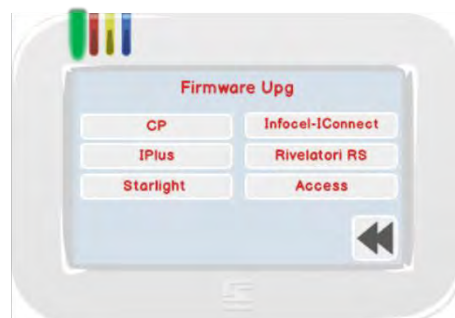 Firmware Upg
CP
Infocel-IConnect
IPlus
Rivelatori RS
Starlight
Access